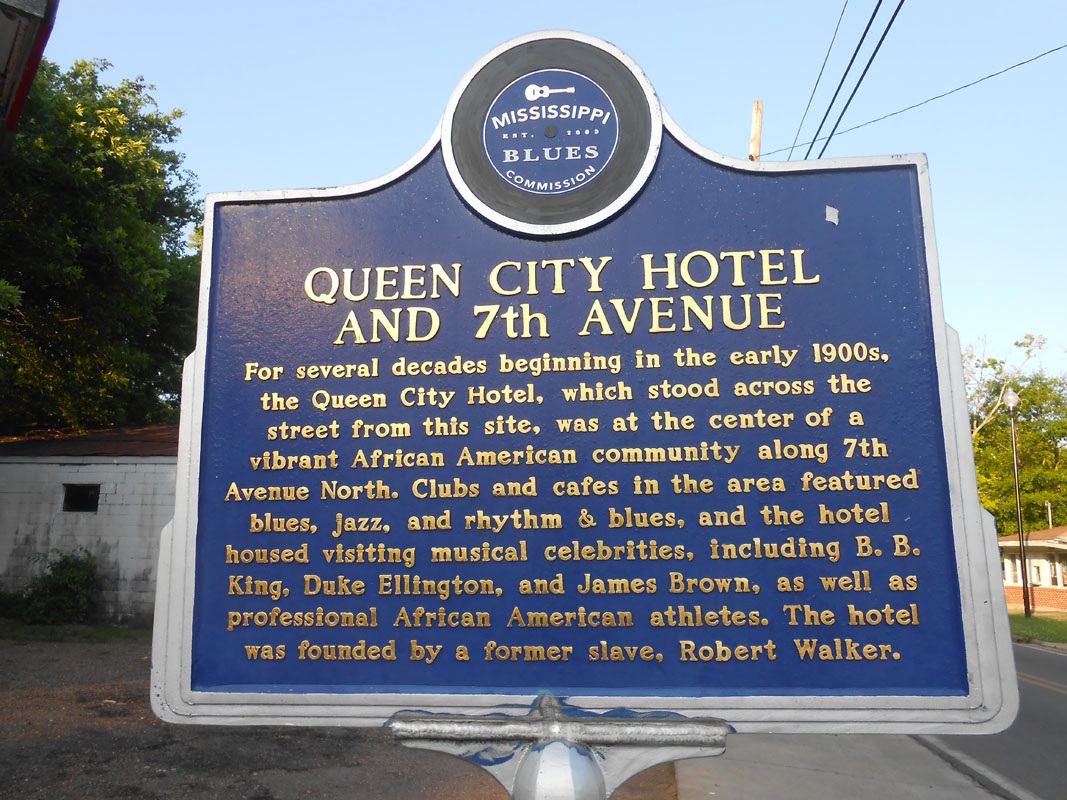 MISSISSIPPI
EST. 2005
BLUES
COMMISSION
QUEEN CITY HOTEL
AND 7th AVENUE
For several decades beginning in the early 1900s,
the Queen City Hotel, which stood across the
street from this site, was at the center of a
vibrant African American community along 7th
Avenue North. Clubs and cafes in the area featured
blues, jazz, and rhythm & blues, and the hotel
housed visiting musical celebrities, including B. B.
King, Duke Ellington, and James Brown, as well as
professional African American athletes. The hotel
was founded by a former slave, Robert Walker.